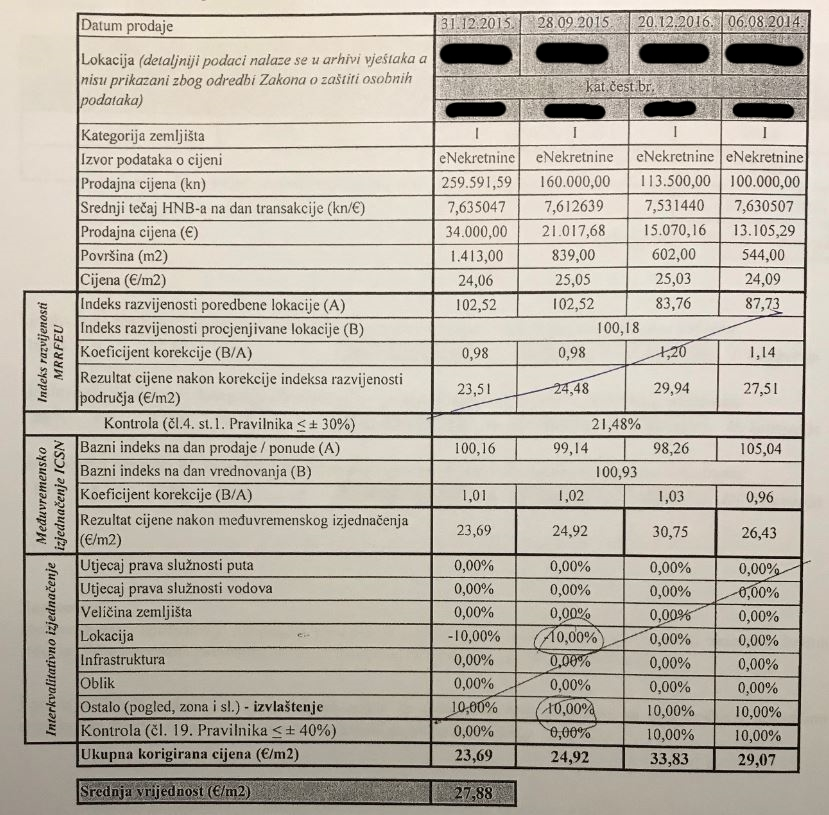 Datum prodaje 31.12.2015. 28.09.2015. 20.12.2016. 06.08.2014.
Lokacija (detaljniji podaci nalaze se u arhivi vještaka a
nisu prikazani zbog odredbi Zakona o zaštiti osobnih
podataka)
kat.čest.br.
Kategorija zemljišta I I I I
Izvor podataka o cijeni eNekretnine eNekretnine eNekretnine eNekretnine
Prodajna cijena (kn) 259.591,59 160.000,00 113.500,00 100.000,00
Srednji tečaj HNB-a na dan transakcije (kn/€) 7,635047 7,612639 7,531440 7,630507
Prodajna cijena (€) 34.000,00 21.017,68 15.070,16 13.105,29
Površina (m2) 1.413,00 839,00 602,00 544,00
Cijena (€/m2) 24,06 25,05 25,03 24,09
Indeks razvijenosti
MRRFEU
Indeks razvijenosti poredbene lokacije (A) 102,52 102,52 83,76 87,73
Indeks razvijenosti procjenjivane lokacije (B) 100,18
Koeficijent korekcije (B/A) 0,98 0,98 1,20 1,14
Rezultat cijene nakon korekcije indeksa razvijenosti
područja (€/m2) 23,51 24,48 29,94 27,51
Kontrola (čl.4. st.1. Pravilnika ≤ ± 30%) 21,48%
Međuvremensko
izjednačenje ICSN
Bazni indeks na dan prodaje / ponude (A) 100,16 99,14 98,26 105,04
Bazni indeks na dan vrednovanja (B) 100,93
Koeficijent korekcije (B/A) 1,01 1,02 1,03 0,96
Rezultat cijene nakon međuvremenskog izjednačenja
(€/m2) 23,69 24,92 30,75 26,43
Interkvalitativno izjednačenje
Utjecaj prava služnosti puta 0,00% 0,00% 0,00% 0,00%
Utjecaj prava služnosti vodova 0,00% 0,00% 0,00% 0,00%
Veličina zemljišta 0,00% 0,00% 0,00% 0,00%
Lokacija -10,00% -10,00% 0,00% 0,00%
Infrastruktura 0,00% 0,00% 0,00% 0,00%
Oblik 0,00% 0,00% 0,00% 0,00%
Ostalo (pogled, zona i sl.) - izvlaštenje 10,00% 10,00% 10,00% 10,00%
Kontrola (čl. 19. Pravilnika ≤ ± 40%) 0,00% 0,00% 10,00% 10,00%
Ukupna korigirana cijena (€/m2) 23,69 24,92 33,83 29,07
Srednja vrijednost (€/m2) 27,88